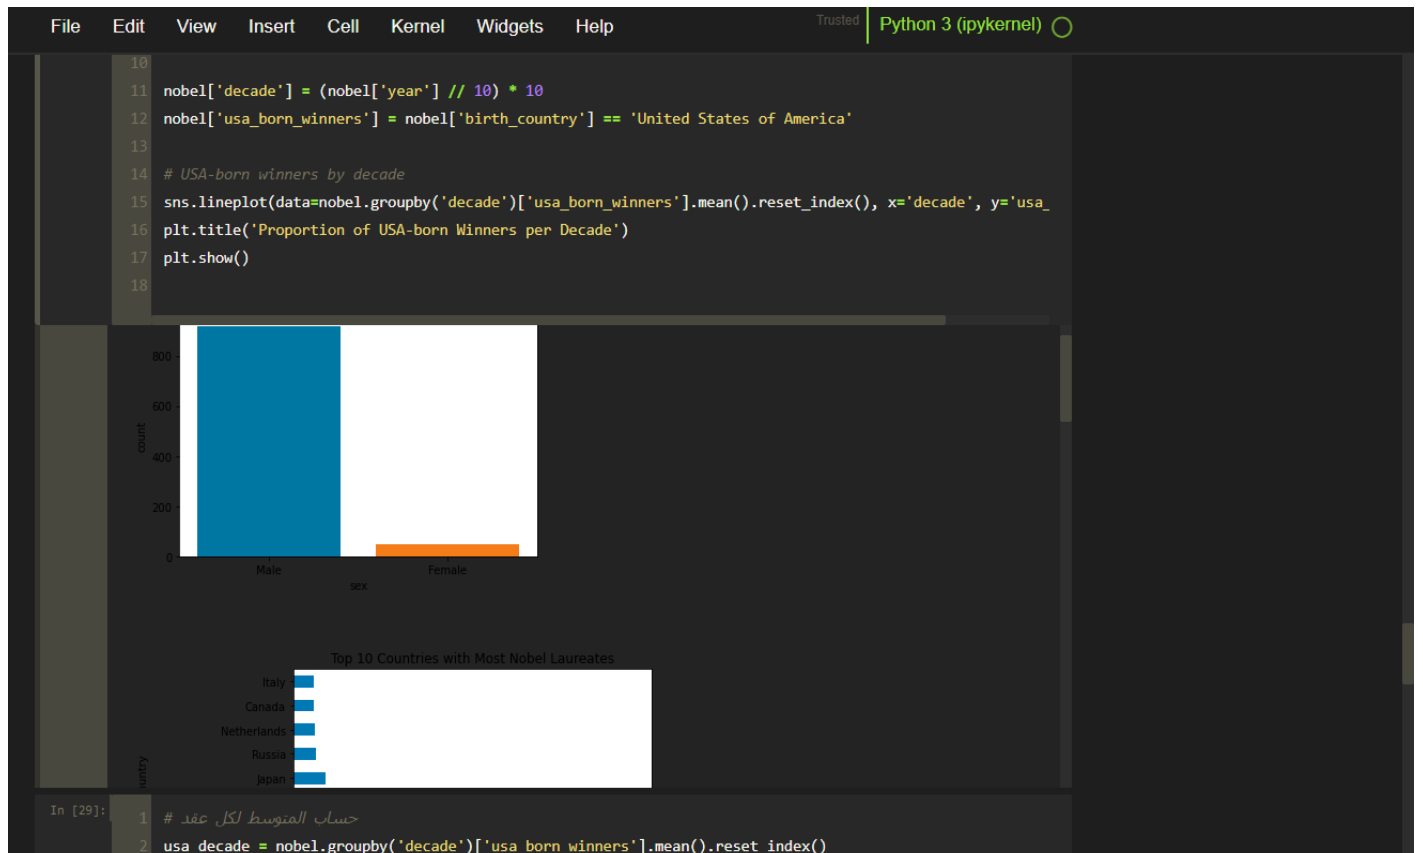 File Edit View Insert Cell Kernel Widgets Help Trusted Python 3 (ipykernel)
10
11 nobel['decade'] = (nobel['year'] // 10) * 10
12 nobel['usa_born_winners'] = nobel['birth_country'] == 'United States of America'
13
14 # USA-born winners by decade
15 sns.lineplot(data=nobel.groupby('decade')['usa_born_winners'].mean().reset_index(), x='decade', y='usa_
16 plt.title('Proportion of USA-born Winners per Decade')
17 plt.show()
18
800
600
count
400
200
0
Male Female
sex
Top 10 Countries with Most Nobel Laureates
Italy
Canada
Netherlands
Russia
Japan
In [29]:
1 # حساب المتوسط لكل عقد
2 usa_decade = nobel.groupby('decade')['usa_born_winners'].mean().reset_index()